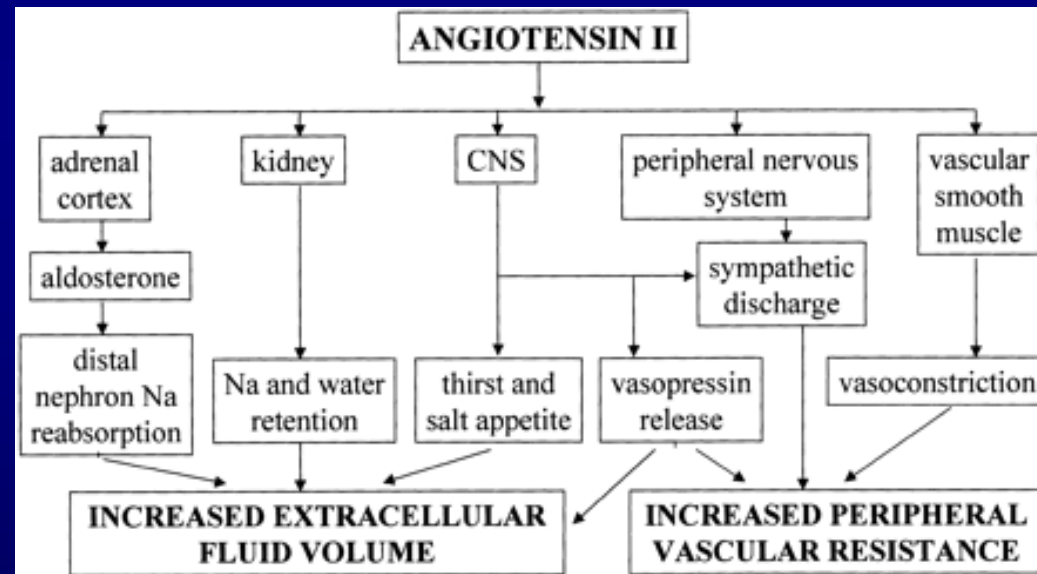 ANGIOTENSIN II
adrenal
cortex
kidney
CNS
peripheral nervous
system
vascular
smooth
muscle
aldosterone
sympathetic
discharge
distal
nephron Na
reabsorption
Na and water
retention
thirst and
salt appetite
vasopressin
release
vasoconstriction
INCREASED EXTRACELLULAR
FLUID VOLUME
INCREASED PERIPHERAL
VASCULAR RESISTANCE